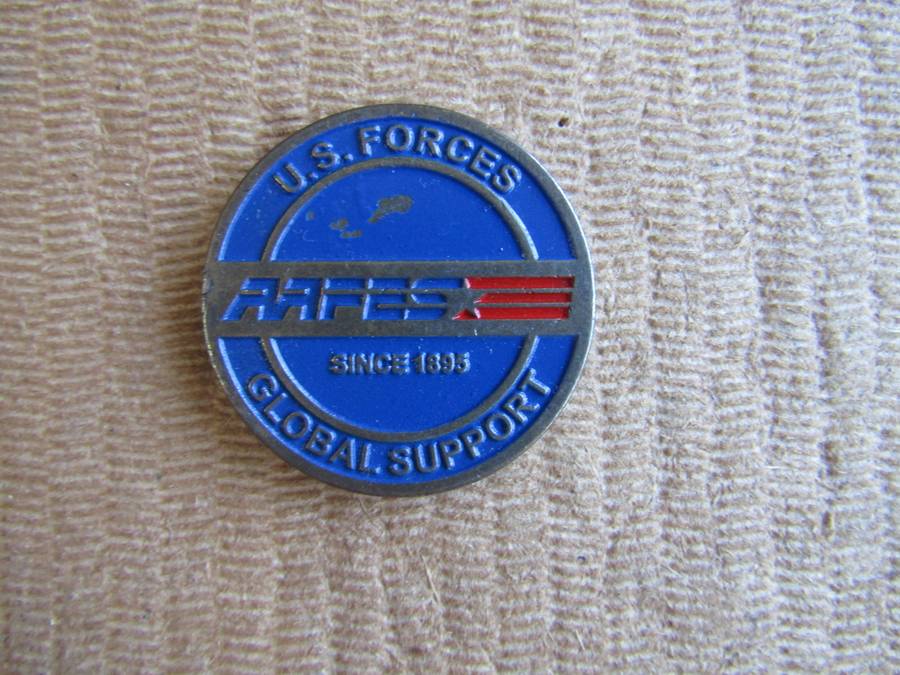 U.S. FORCES
AAFES
SINCE 1895
GLOBAL SUPPORT